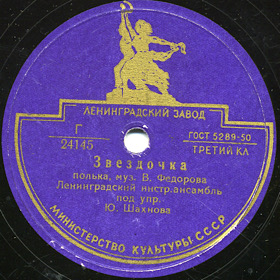 ЛЕНИНГРАДСКИЙ ЗАВОД
Г
24145
ГОСТ 5289-50
ТРЕТИЙ КЛ
Звездочка
полька, муз. В. Федорова
Ленинградский инстр.ансамбль
под упр.
Ю. Шахнова
МИНИСТЕРСТВО КУЛЬТУРЫ СССР